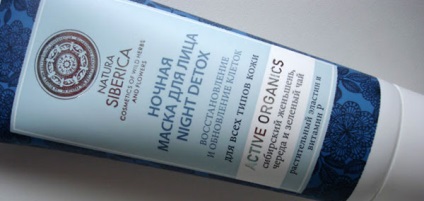 NATURA
SIBERICA
COSMETICS OF WILD HERBS
AND FLOWERS
НОЧНАЯ
МАСКА ДЛЯ ЛИЦА
NIGHT DETOX
ВОССТАНОВЛЕНИЕ
И ОБНОВЛЕНИЕ КЛЕТОК
для всех типов кожи
ACTIVE ORGANICS
сибирский женьшень,
череда и зеленый чай
растительный эластин и
витамин Р